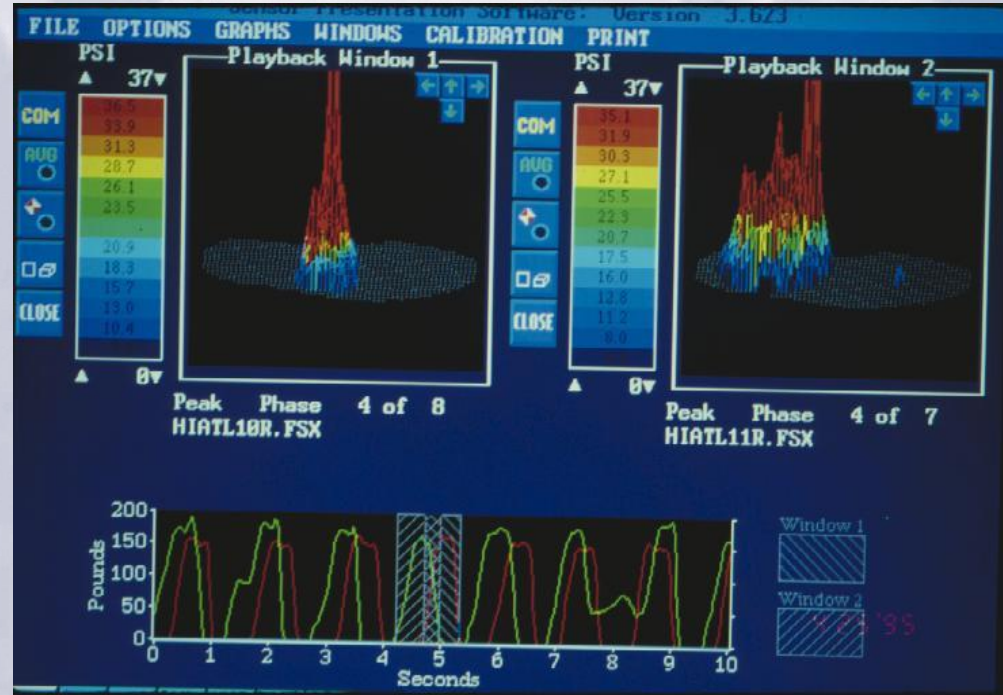 Sensor Presentation Software: Version 3.623
FILE OPTIONS GRAPHS WINDOWS CALIBRATION PRINT
PSI
37
36.5
33.9
31.3
28.7
26.1
23.5
20.9
18.3
15.7
13.0
10.4
0
COM
AVG
CLOSE
Playback Window 1
Peak Phase 4 of 8
HIATL10R.FSX
PSI
37
35.1
31.9
30.3
27.1
25.5
22.3
20.7
17.5
16.0
12.8
11.2
8.0
0
COM
AVG
CLOSE
Playback Window 2
Peak Phase 4 of 7
HIATL11R.FSX
Pounds
200
150
100
50
0
0 1 2 3 4 5 6 7 8 9 10
Seconds
Window 1
Window 2